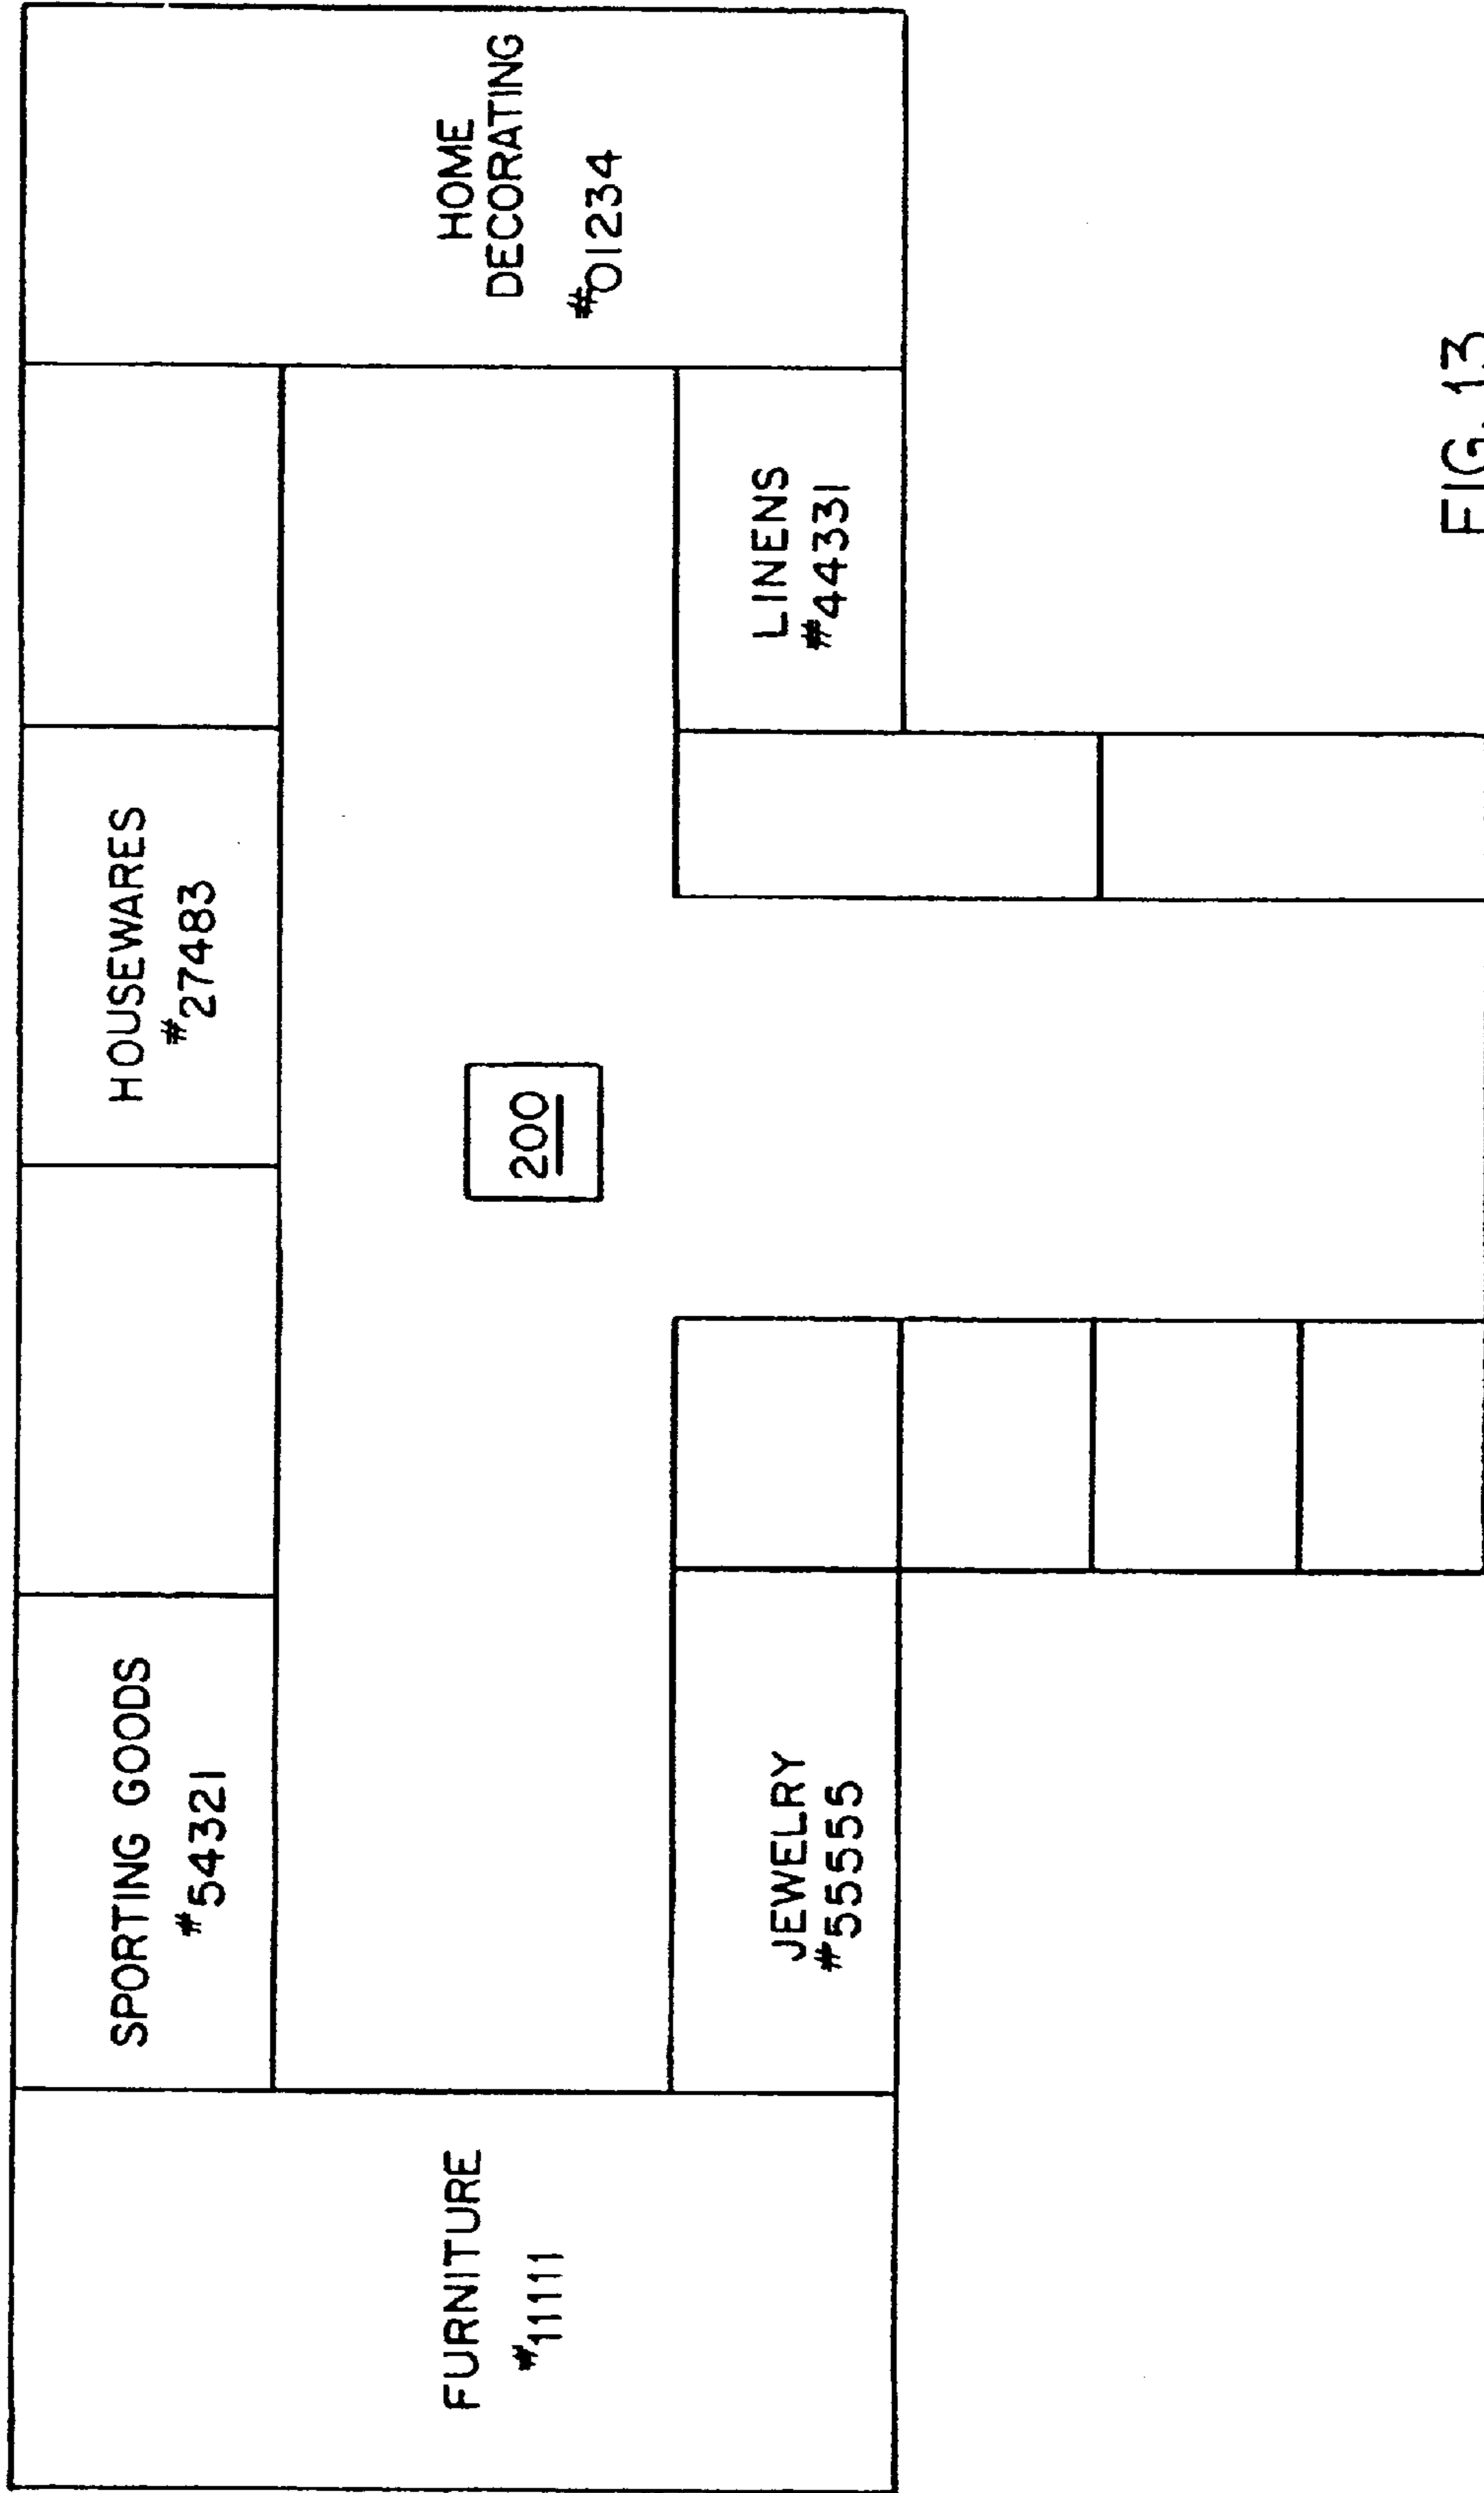 SPORTING GOODS
#54321
HOUSEWARES
#27483
FURNITURE
#11111
200
HOME
DECORATING
#01234
JEWELRY
#55555
LINENS
#44331
FIG. 13